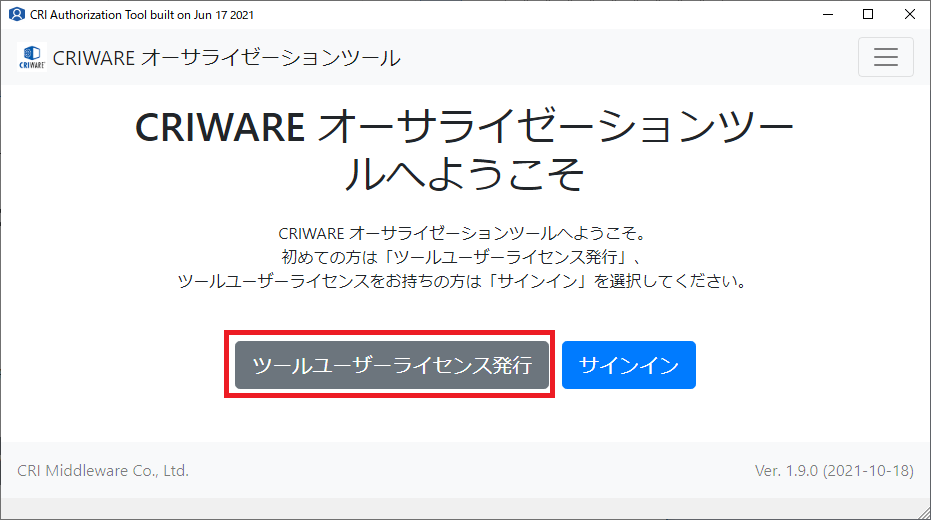 CRI Authorization Tool built on Jun 17 2021
CRIWARE CRIWARE オーサライゼーションツール
CRIWARE オーサライゼーションツー
ルへようこそ
CRIWARE オーサライゼーションツールへようこそ。
初めての方は「ツールユーザーライセンス発行」、
ツールユーザーライセンスをお持ちの方は「サインイン」を選択してください。
ツールユーザーライセンス発行 サインイン
CRI Middleware Co., Ltd. Ver. 1.9.0 (2021-10-18)